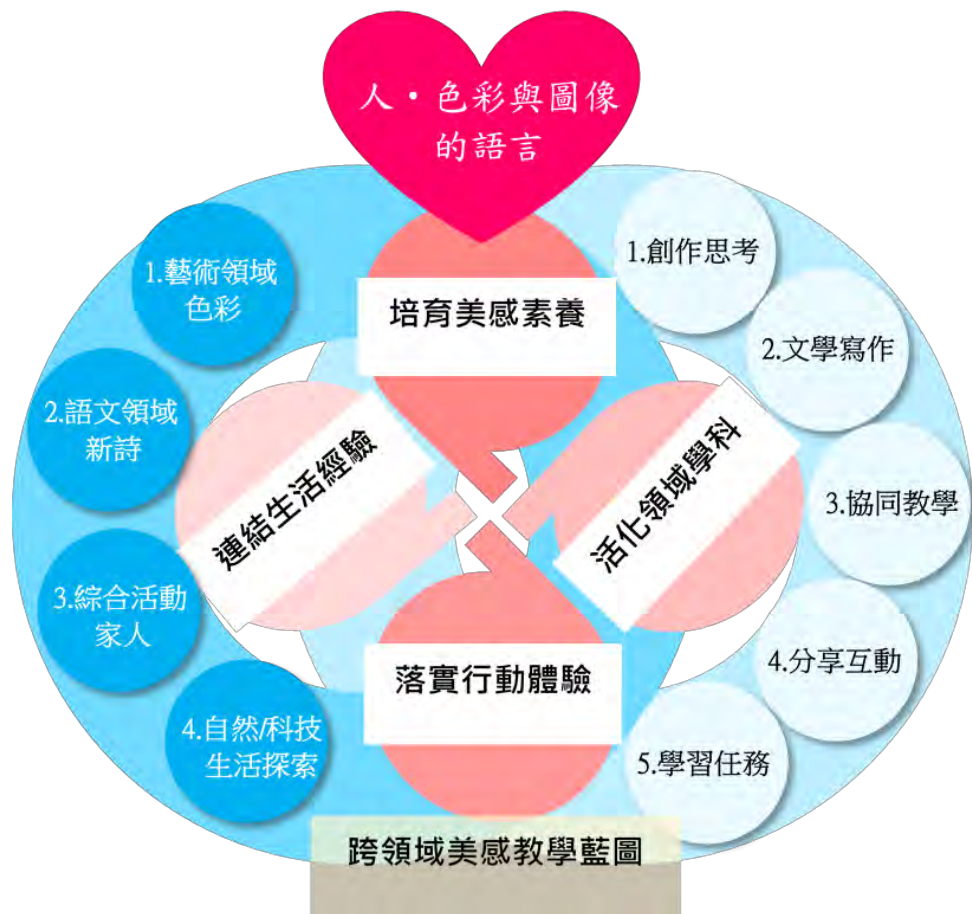 人・色彩與圖像
的語言
1.藝術領域
色彩
2.語文領域
新詩
3.綜合活動
家人
4.自然/科技
生活探索
培育美感素養
連結生活經驗
活化領域學科
落實行動體驗
1.創作思考
2.文學寫作
3.協同教學
4.分享互動
5.學習任務
跨領域美感教學藍圖